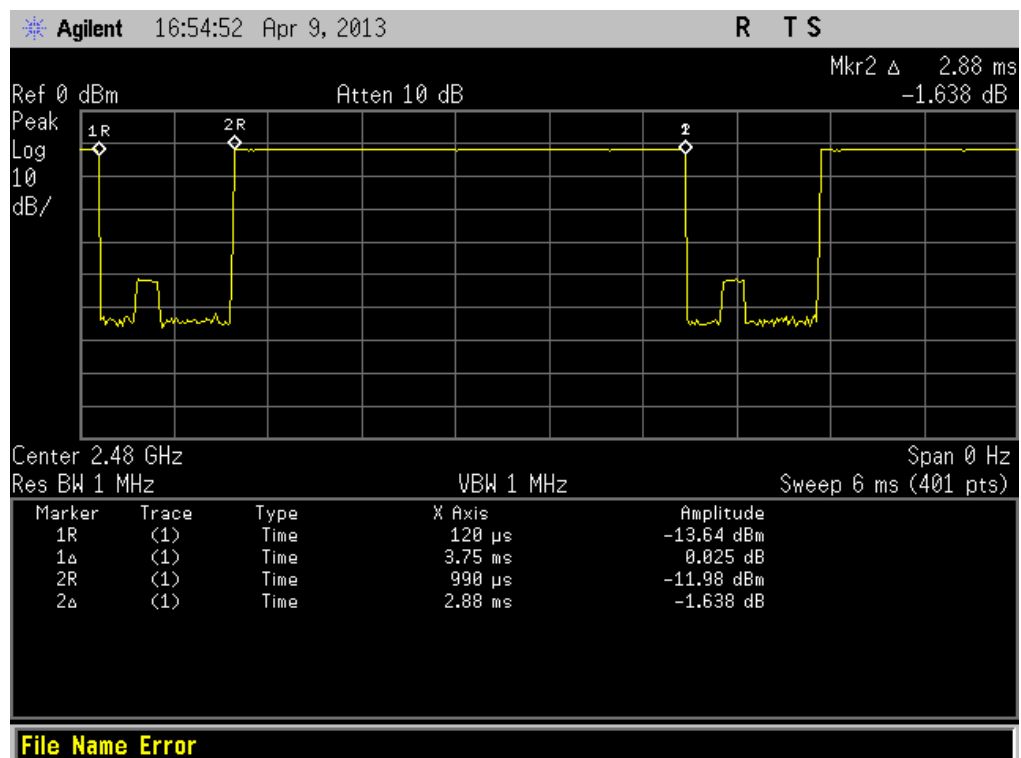 Agilent 16:54:52 Apr 9, 2013 R T S
Mkr2 Δ 2.88 ms
Ref 0 dBm Atten 10 dB -1.638 dB
Peak
Log
10
dB/
1R 2R 2
Center 2.48 GHz Span 0 Hz
Res BW 1 MHz VBW 1 MHz Sweep 6 ms (401 pts)
Marker Trace Type X Axis Amplitude
1R (1) Time 120 µs -13.64 dBm
1Δ (1) Time 3.75 ms 0.025 dB
2R (1) Time 990 µs -11.98 dBm
2Δ (1) Time 2.88 ms -1.638 dB
File Name Error